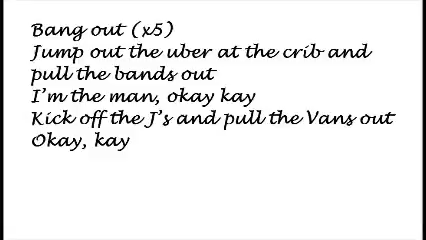 Bang out (x5)
Jump out the uber at the crib and
pull the bands out
I'm the man, okay kay
Kick off the J's and pull the Vans out
Okay, kay